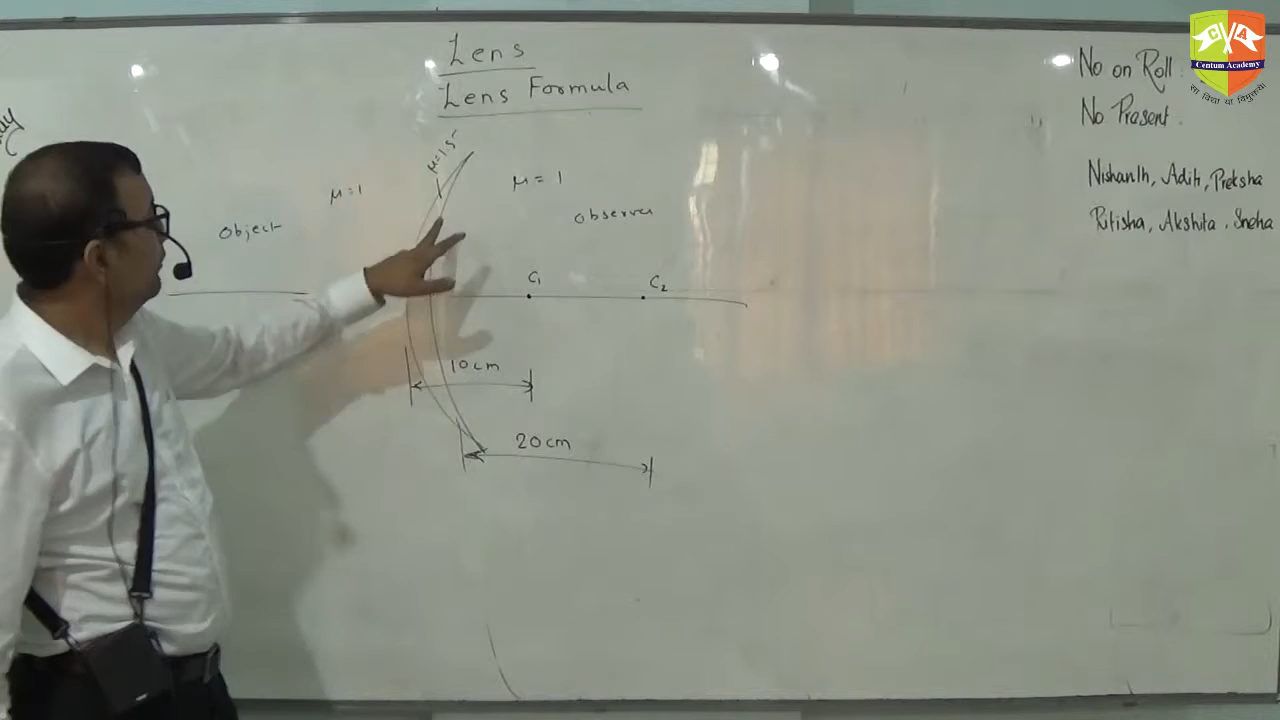 Lens
Lens Formula
μ=1.5
μ=1
μ = 1
Object
Observer
C1
C2
10cm
20cm
No on Roll
No Present.
Nishanth, Aditi, Preksha
Ritisha, Akshita, Sneha
CA
Centum Academy